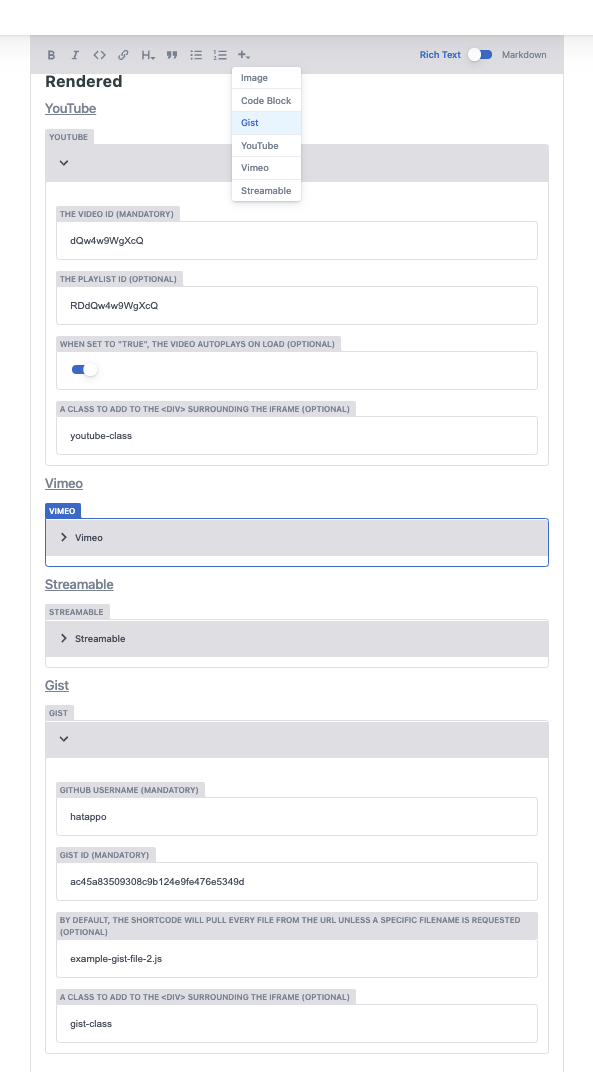 B I <> H
Rich Text Markdown
Image
Code Block
Gist
YouTube
Vimeo
Streamable
Rendered
YouTube
YOUTUBE
THE VIDEO ID (MANDATORY)
dQw4w9WgXcQ
THE PLAYLIST ID (OPTIONAL)
RDdQw4w9WgXcQ
WHEN SET TO "TRUE", THE VIDEO AUTOPLAYS ON LOAD (OPTIONAL)
A CLASS TO ADD TO THE <DIV> SURROUNDING THE IFRAME (OPTIONAL)
youtube-class
Vimeo
VIMEO
Vimeo
Streamable
STREAMABLE
Streamable
Gist
GIST
GITHUB USERNAME (MANDATORY)
hatappo
GIST ID (MANDATORY)
ac45a83509308c9b124e9fe476e5349d
BY DEFAULT, THE SHORTCODE WILL PULL EVERY FILE FROM THE URL UNLESS A SPECIFIC FILENAME IS REQUESTED
(OPTIONAL)
example-gist-file-2.js
A CLASS TO ADD TO THE <DIV> SURROUNDING THE IFRAME (OPTIONAL)
gist-class